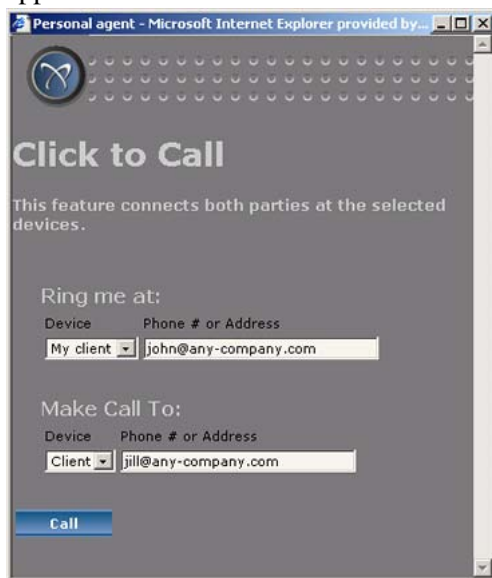 Personal agent - Microsoft Internet Explorer provided by...
Click to Call
This feature connects both parties at the selected
devices.
Ring me at:
Device Phone # or Address
My client john@any-company.com
Make Call To:
Device Phone # or Address
Client jill@any-company.com
Call